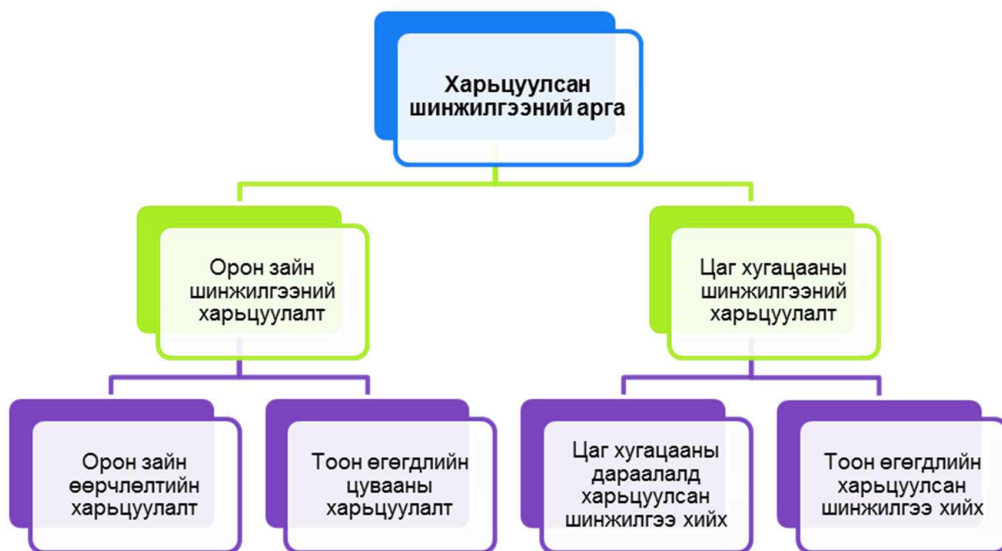 Харьцуулсан
шинжилгээний арга
Орон зайн
шинжилгээний
харьцуулалт
Цаг хугацааны
шинжилгээний
харьцуулалт
Орон зайн
өөрчлөлтийн
харьцуулалт
Тоон өгөгдлийн
цувааны
харьцуулалт
Цаг хугацааны
дараалалд
харьцуулсан
шинжилгээ хийх
Тоон өгөгдлийн
харьцуулсан
шинжилгээ хийх